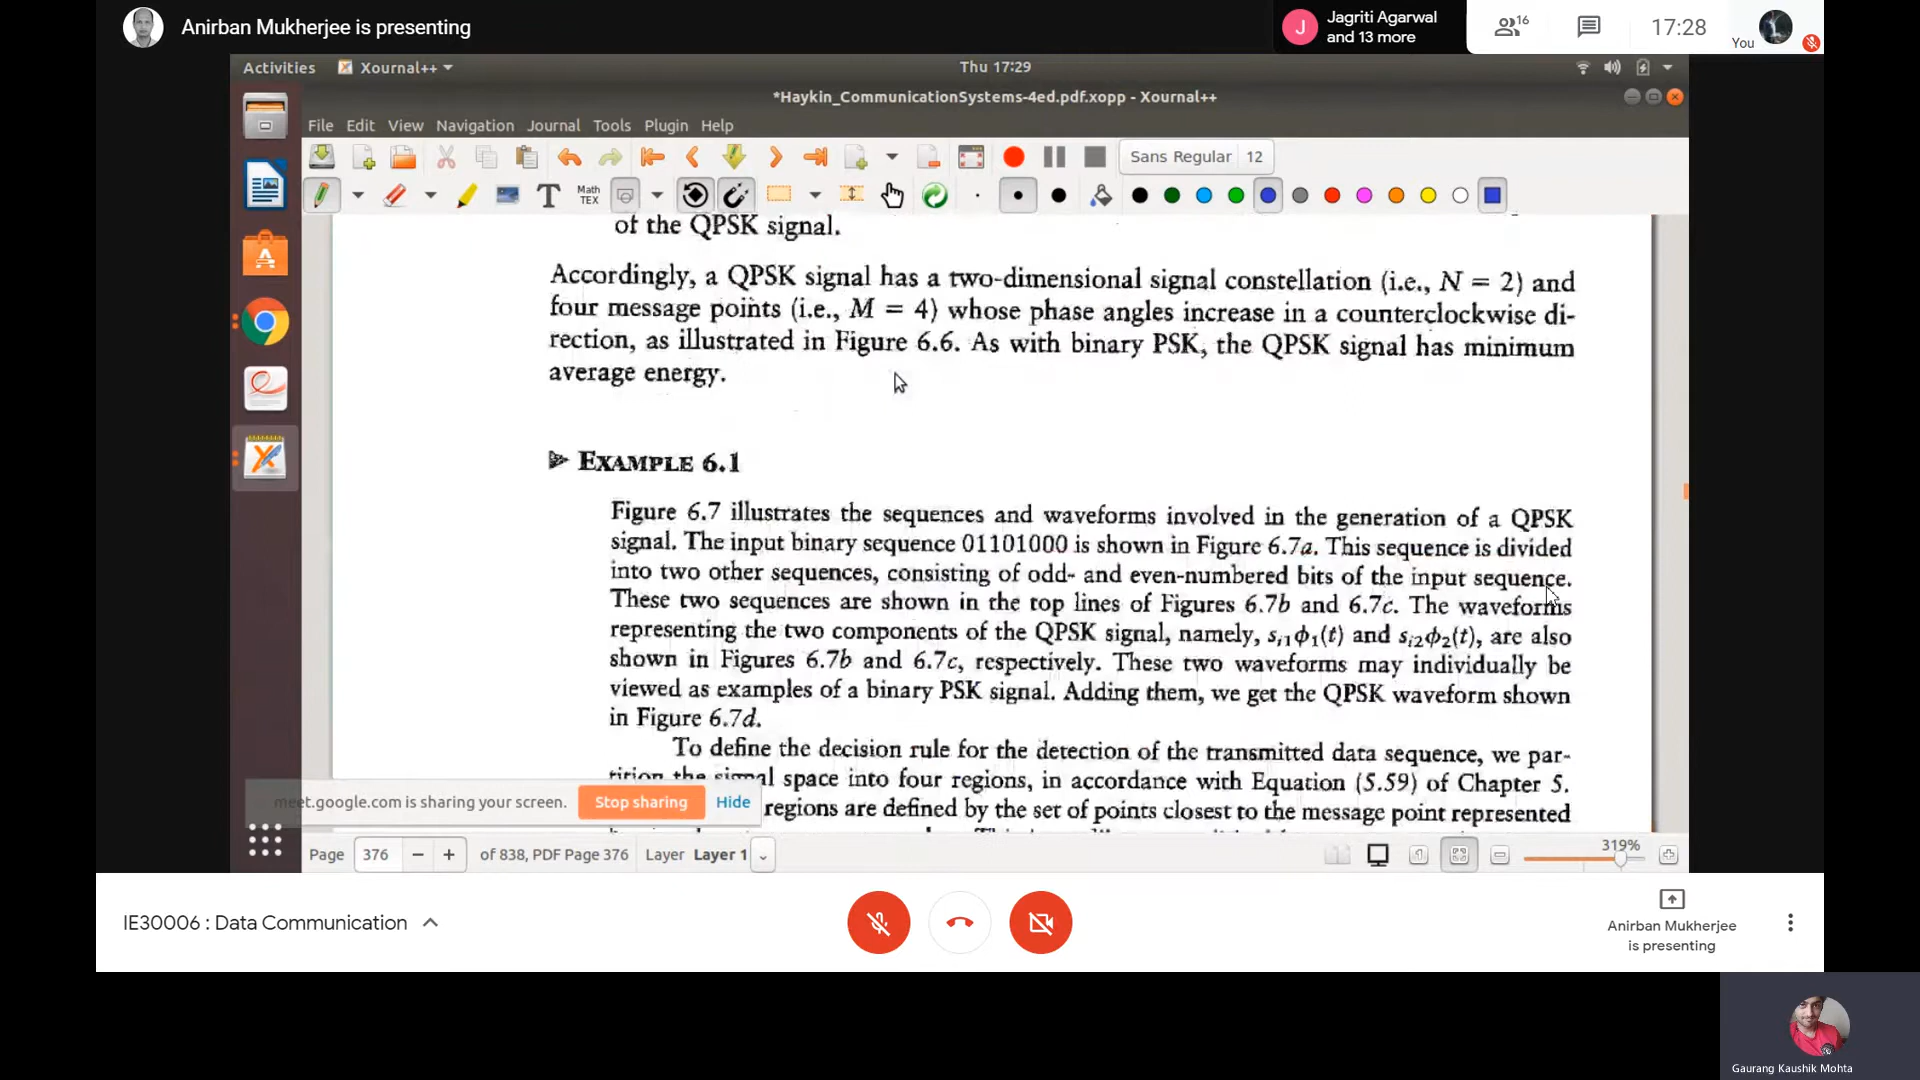 Anirban Mukherjee is presenting
J
Jagriti Agarwal
and 13 more
16
17:28
You
Activities
Xournal++
Thu 17:29
*Haykin_CommunicationSystems-4ed.pdf.xopp - Xournal++
File Edit View Navigation Journal Tools Plugin Help
Sans Regular 12
T
Math
TEX
of the QPSK signal.
Accordingly, a QPSK signal has a two-dimensional signal constellation (i.e., N = 2) and
four message points (i.e., M = 4) whose phase angles increase in a counterclockwise di-
rection, as illustrated in Figure 6.6. As with binary PSK, the QPSK signal has minimum
average energy.
EXAMPLE 6.1
Figure 6.7 illustrates the sequences and waveforms involved in the generation of a QPSK
signal. The input binary sequence 01101000 is shown in Figure 6.7a. This sequence is divided
into two other sequences, consisting of odd- and even-numbered bits of the input sequence.
These two sequences are shown in the top lines of Figures 6.7b and 6.7c. The waveforms
representing the two components of the QPSK signal, namely, si1ϕ1(t) and si2ϕ2(t), are also
shown in Figures 6.7b and 6.7c, respectively. These two waveforms may individually be
viewed as examples of a binary PSK signal. Adding them, we get the QPSK waveform shown
in Figure 6.7d.
To define the decision rule for the detection of the transmitted data sequence, we par-
tition the signal space into four regions, in accordance with Equation (5.59) of Chapter 5.
regions are defined by the set of points closest to the message point represented
meet.google.com is sharing your screen. Stop sharing Hide
Page 376 − + of 838, PDF Page 376 Layer Layer 1
319%
IE30006 : Data Communication
Anirban Mukherjee
is presenting
Gaurang Kaushik Mohta